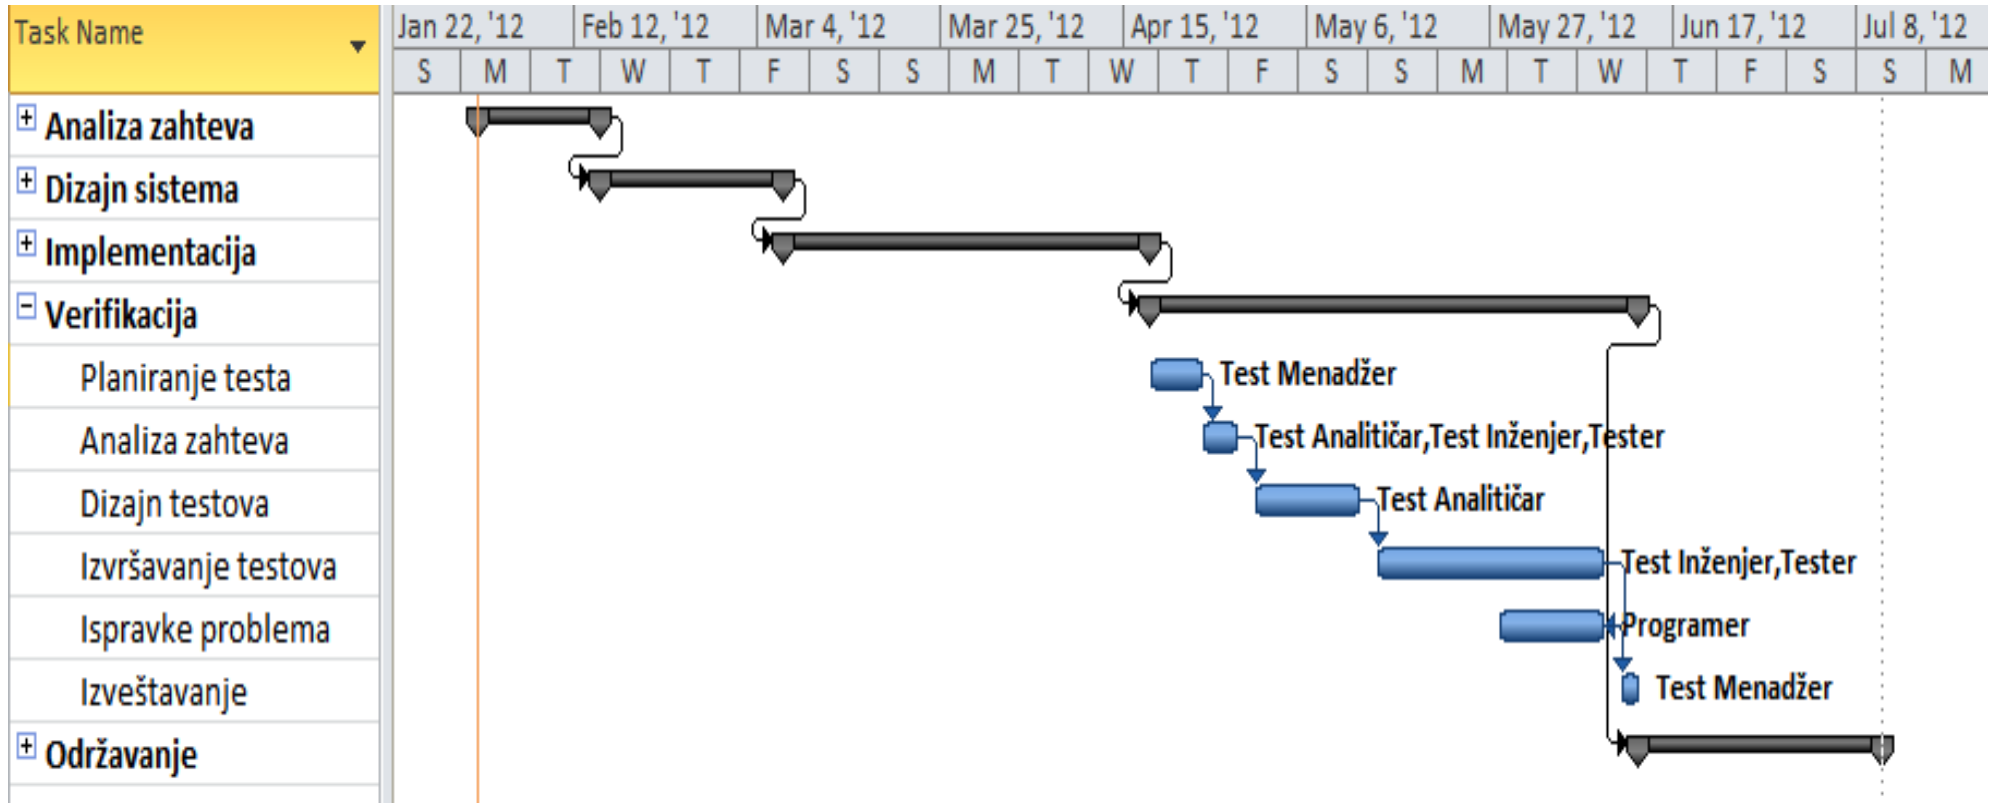 Task Name
Jan 22, '12 Feb 12, '12 Mar 4, '12 Mar 25, '12 Apr 15, '12 May 6, '12 May 27, '12 Jun 17, '12 Jul 8, '12
S M T W T F S S M T W T F S S M T W T F S S M
Analiza zahteva
Dizajn sistema
Implementacija
Verifikacija
Planiranje testa Test Menadžer
Analiza zahteva Test Analitičar,Test Inženjer,Tester
Dizajn testova Test Analitičar
Izvršavanje testova Test Inženjer,Tester
Ispravke problema Programer
Izveštavanje Test Menadžer
Održavanje